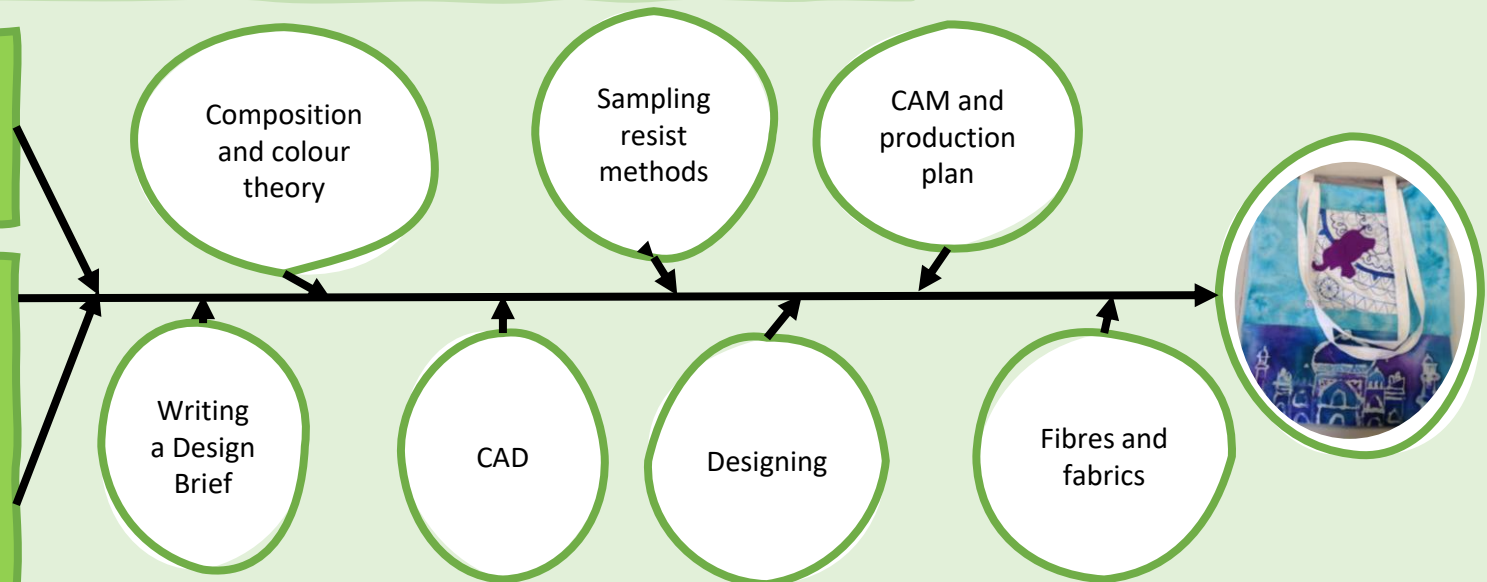 Composition
and colour
theory
Sampling
resist
methods
CAM and
production
plan
Writing
a Design
Brief
CAD
Designing
Fibres and
fabrics